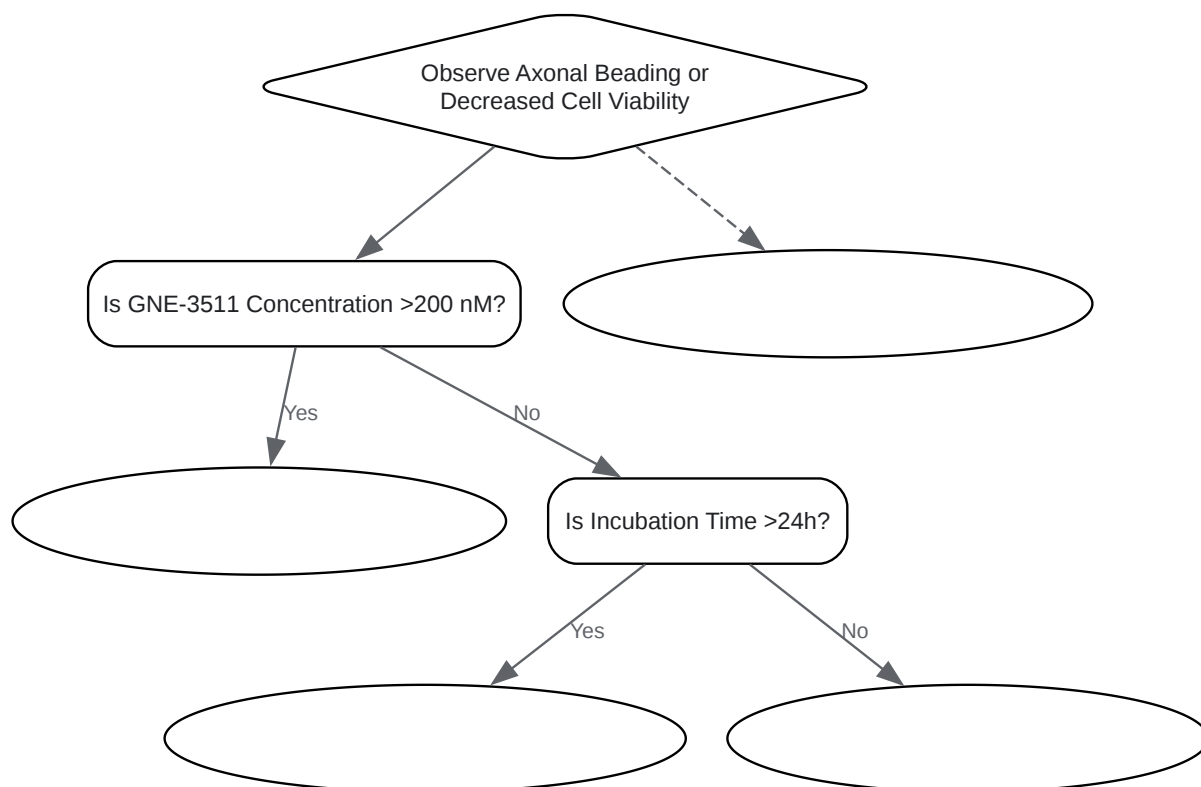 Observe Axonal Beading or
Decreased Cell Viability
Is GNE-3511 Concentration >200 nM?
Yes
No
Is Incubation Time >24h?
Yes
No